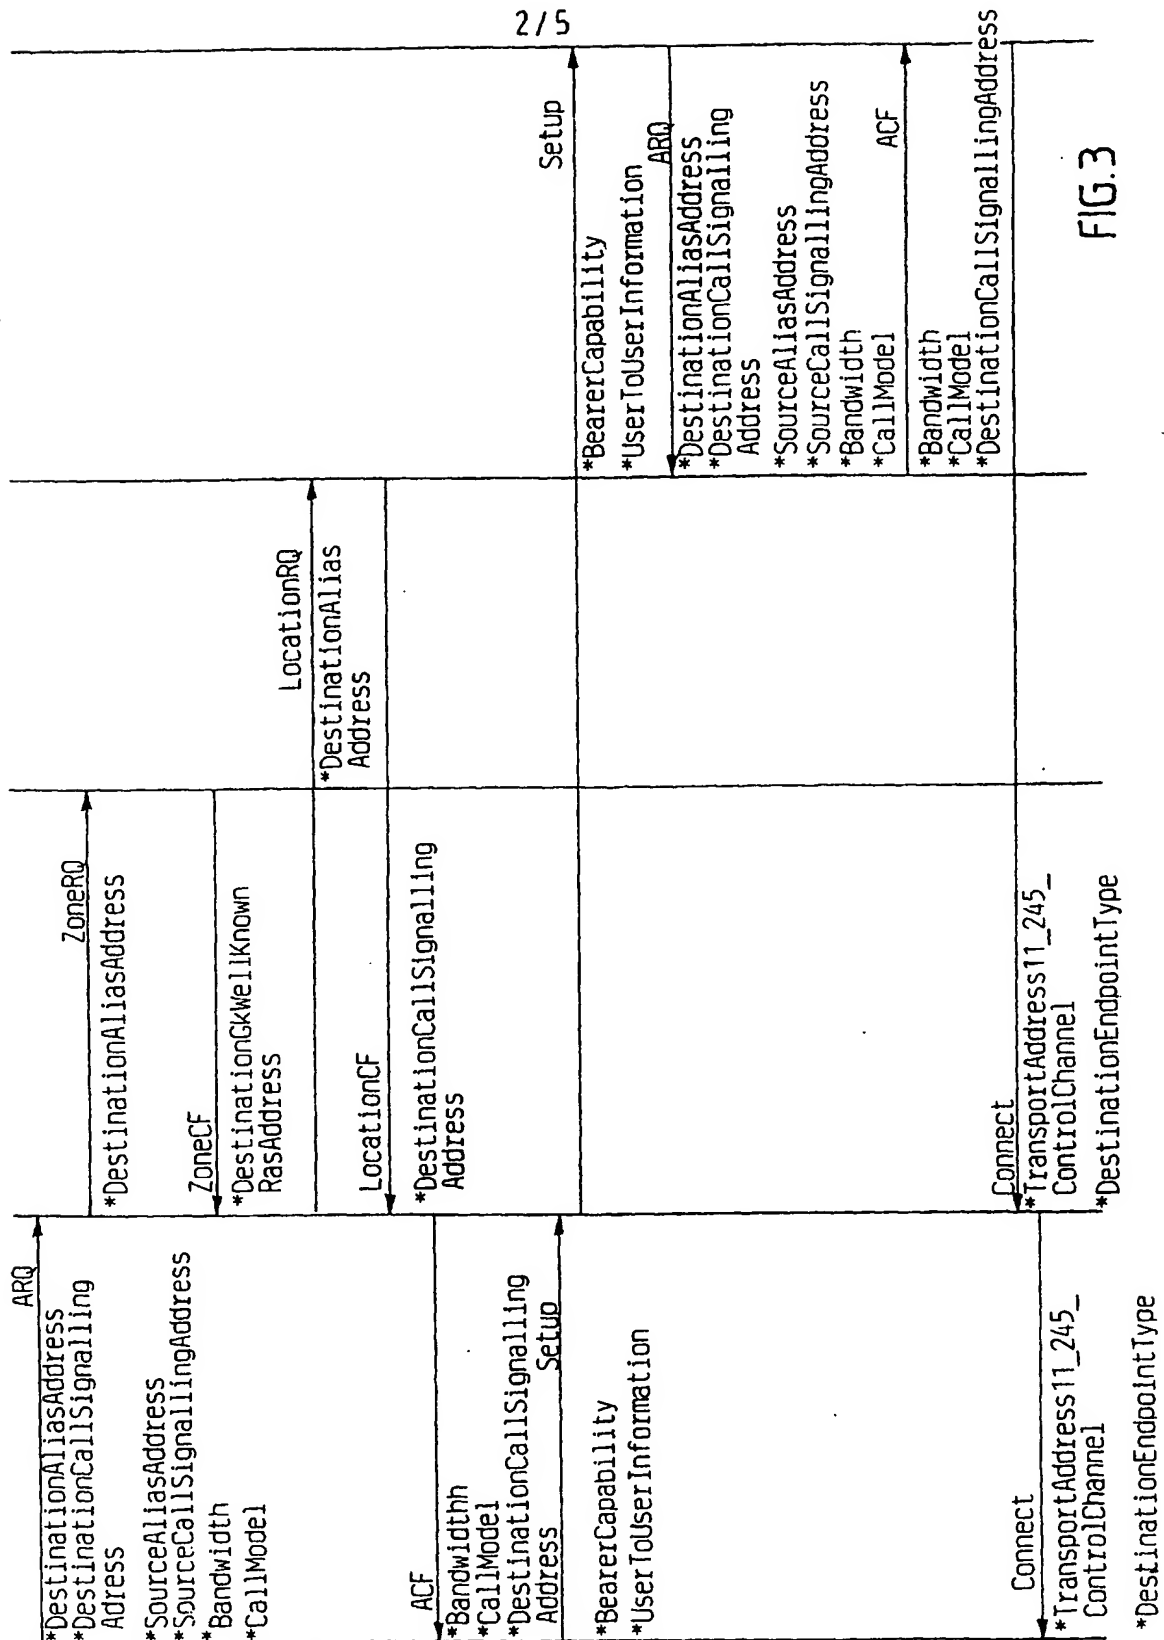 2/5
ARQ
*DestinationAliasAddress
*DestinationCallSignalling
Adress
*SourceAliasAddress
*SourceCallSignallingAddress
*Bandwidth
*CallModel
ZoneRQ
*DestinationAliasAddress
ZoneCF
*DestinationGkWellKnown
RasAddress
LocationRQ
*DestinationAlias
Address
LocationCF
*DestinationCallSignalling
Address
ACF
*Bandwidthh
*CallModel
*DestinationCallSignalling
Address
Setup
*BearerCapability
*UserToUserInformation
Setup
*BearerCapability
*UserToUserInformation
ARQ
*DestinationAliasAddress
*DestinationCallSignalling
Address
*SourceAliasAddress
*SourceCallSignallingAddress
*Bandwidth
*CallModel
ACF
*Bandwidth
*CallModel
*DestinationCallSignallingAddress
Connect
*TransportAddress11_245_
ControlChannel
*DestinationEndpointType
Connect
*TransportAddress11_245_
ControlChannel
*DestinationEndpointType
FIG.3